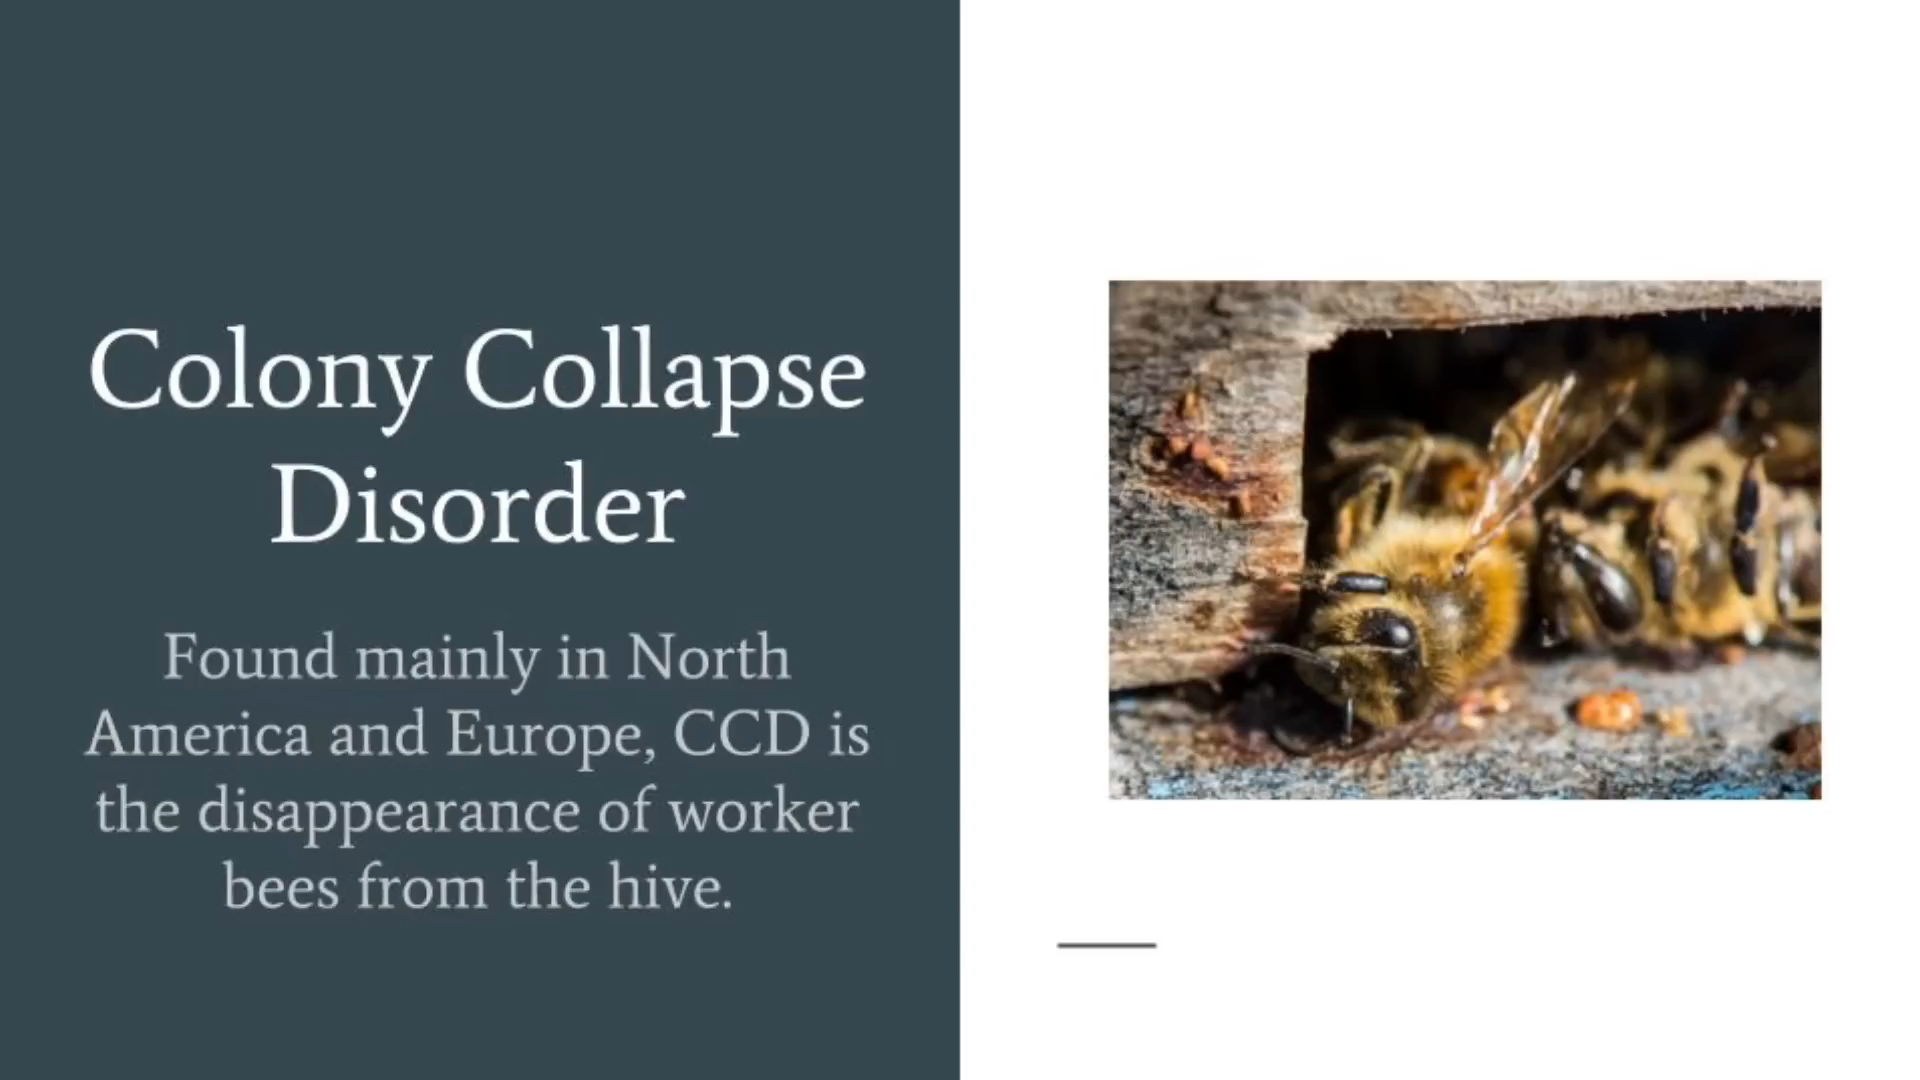 Colony Collapse
Disorder
Found mainly in North
America and Europe, CCD is
the disappearance of worker
bees from the hive.